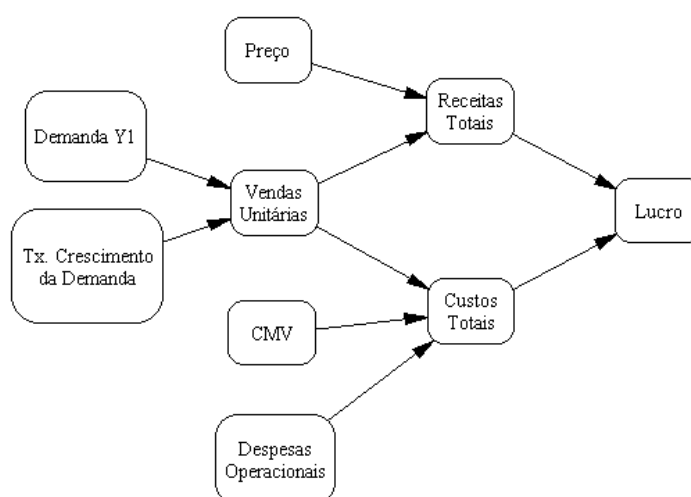 Preço
Receitas
Totais
Demanda Y1
Vendas
Unitárias
Lucro
Tx. Crescimento
da Demanda
Custos
Totais
CMV
Despesas
Operacionais